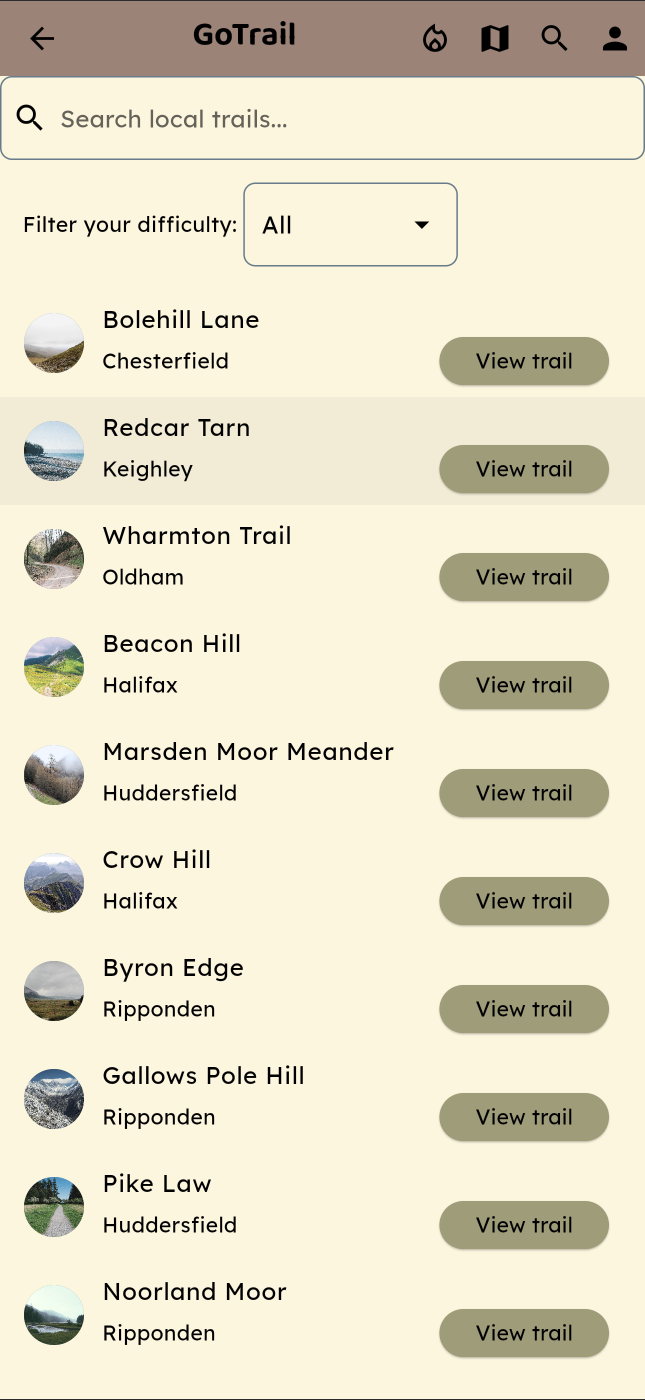 GoTrail
Search local trails...
Filter your difficulty: All
Bolehill Lane
Chesterfield
View trail
Redcar Tarn
Keighley
View trail
Wharmton Trail
Oldham
View trail
Beacon Hill
Halifax
View trail
Marsden Moor Meander
Huddersfield
View trail
Crow Hill
Halifax
View trail
Byron Edge
Ripponden
View trail
Gallows Pole Hill
Ripponden
View trail
Pike Law
Huddersfield
View trail
Noorland Moor
Ripponden
View trail